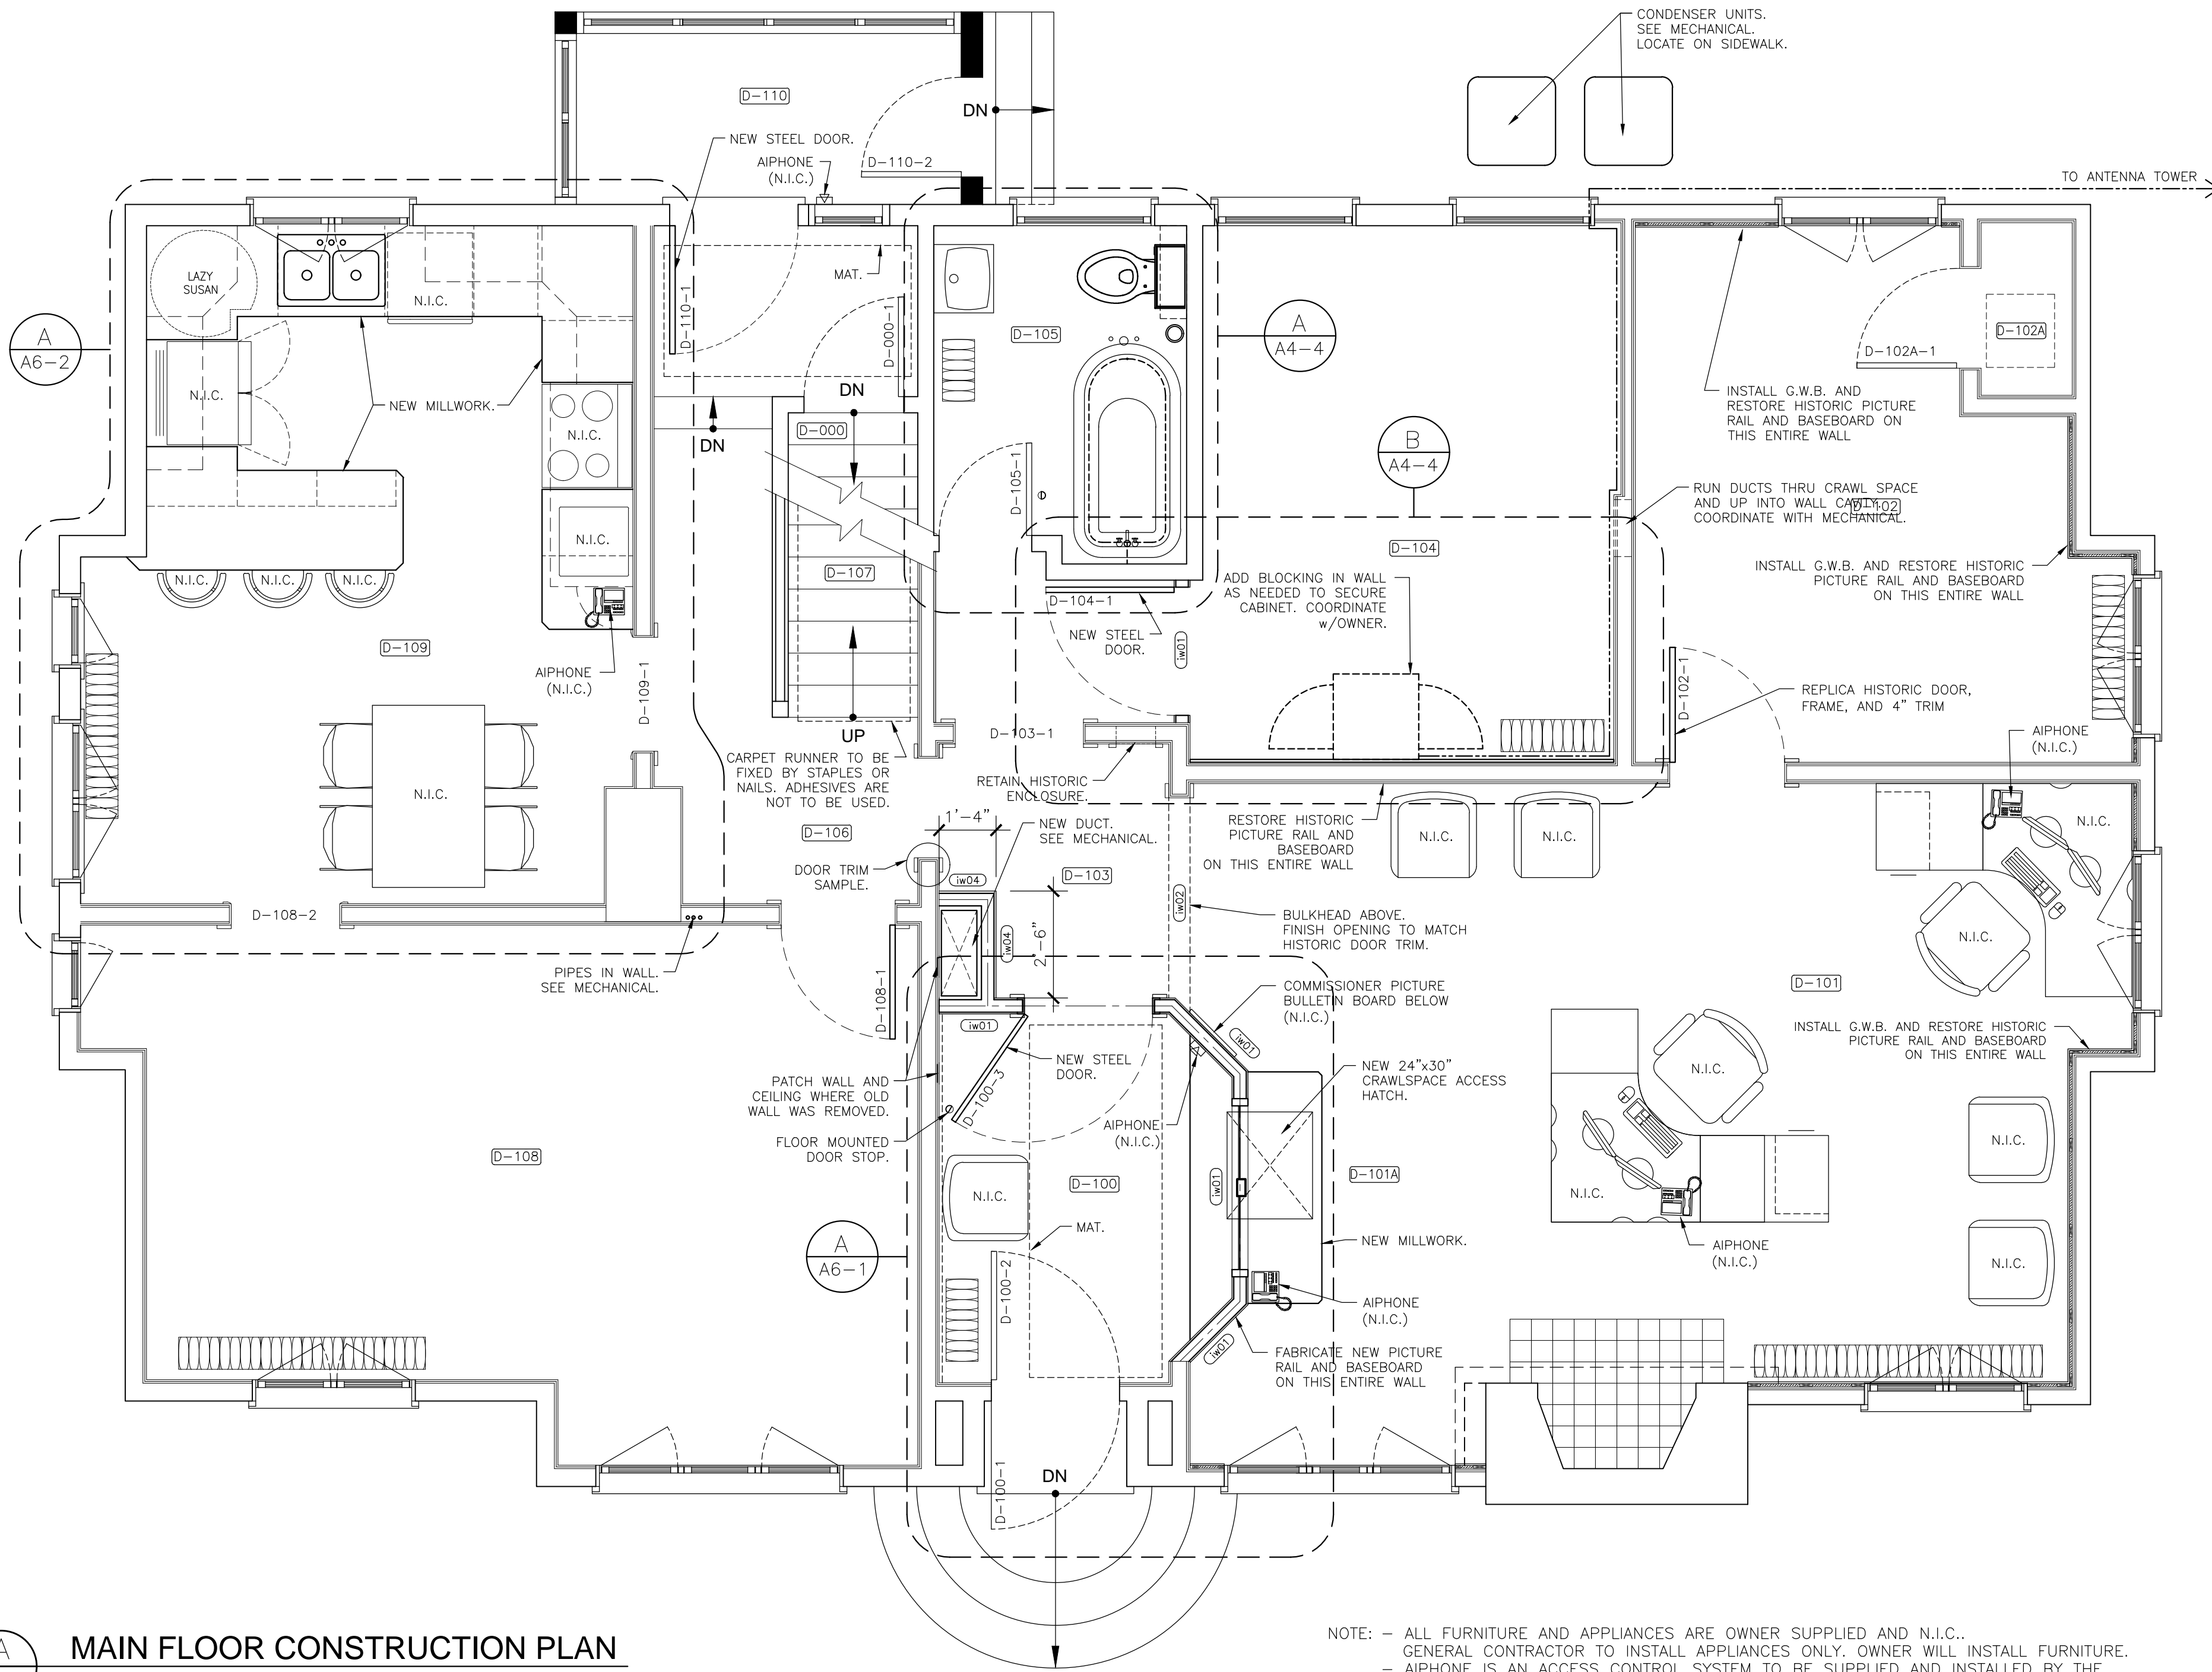 CONDENSER UNITS.
SEE MECHANICAL.
LOCATE ON SIDEWALK.
D-110
DN
NEW STEEL DOOR.
AIPHONE
(N.I.C.)
D-110-2
TO ANTENNA TOWER
LAZY
SUSAN
N.I.C.
MAT.
D-110-1
D-000-1
D-105
A
A4-4
A
A6-2
D-102A
D-102A-1
N.I.C.
NEW MILLWORK.
N.I.C.
DN
DN
D-000
INSTALL G.W.B. AND
RESTORE HISTORIC PICTURE
RAIL AND BASEBOARD ON
THIS ENTIRE WALL
B
A4-4
D-105-1
RUN DUCTS THRU CRAWL SPACE
AND UP INTO WALL CAVITY.
COORDINATE WITH MECHANICAL.
D-102
N.I.C.
D-104
D-107
N.I.C.
N.I.C.
N.I.C.
INSTALL G.W.B. AND RESTORE HISTORIC
PICTURE RAIL AND BASEBOARD
ON THIS ENTIRE WALL
ADD BLOCKING IN WALL
AS NEEDED TO SECURE
CABINET. COORDINATE
w/OWNER.
D-104-1
NEW STEEL
DOOR.
iw01
D-109
AIPHONE
(N.I.C.)
D-109-1
D-102-1
REPLICA HISTORIC DOOR,
FRAME, AND 4" TRIM
AIPHONE
(N.I.C.)
UP
D-103-1
CARPET RUNNER TO BE
FIXED BY STAPLES OR
NAILS. ADHESIVES ARE
NOT TO BE USED.
RETAIN HISTORIC
ENCLOSURE.
N.I.C.
1'-4"
NEW DUCT.
SEE MECHANICAL.
D-106
RESTORE HISTORIC
PICTURE RAIL AND
BASEBOARD
ON THIS ENTIRE WALL
N.I.C.
N.I.C.
N.I.C.
DOOR TRIM
SAMPLE.
iw04
D-103
iw02
D-108-2
iw04
2'-6"
BULKHEAD ABOVE.
FINISH OPENING TO MATCH
HISTORIC DOOR TRIM.
N.I.C.
PIPES IN WALL.
SEE MECHANICAL.
D-108-1
COMMISSIONER PICTURE
BULLETIN BOARD BELOW
(N.I.C.)
D-101
iw01
iw01
INSTALL G.W.B. AND RESTORE HISTORIC
PICTURE RAIL AND BASEBOARD
ON THIS ENTIRE WALL
NEW STEEL
DOOR.
D-100-3
PATCH WALL AND
CEILING WHERE OLD
WALL WAS REMOVED.
NEW 24"x30"
CRAWLSPACE ACCESS
HATCH.
N.I.C.
AIPHONE
(N.I.C.)
FLOOR MOUNTED
DOOR STOP.
N.I.C.
D-108
D-101A
D-100
iw01
N.I.C.
N.I.C.
MAT.
A
A6-1
NEW MILLWORK.
AIPHONE
(N.I.C.)
N.I.C.
D-100-2
AIPHONE
(N.I.C.)
iw01
FABRICATE NEW PICTURE
RAIL AND BASEBOARD
ON THIS ENTIRE WALL
D-100-1
DN
A
MAIN FLOOR CONSTRUCTION PLAN
NOTE: - ALL FURNITURE AND APPLIANCES ARE OWNER SUPPLIED AND N.I.C..
GENERAL CONTRACTOR TO INSTALL APPLIANCES ONLY. OWNER WILL INSTALL FURNITURE.
- AIPHONE IS AN ACCESS CONTROL SYSTEM TO BE SUPPLIED AND INSTALLED BY THE